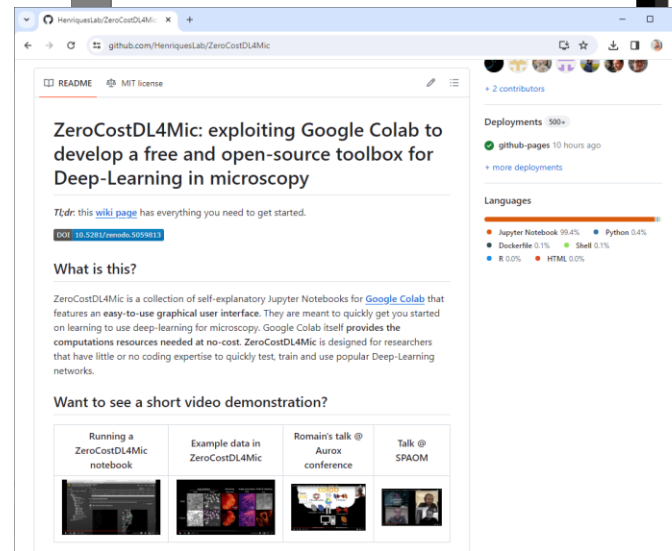 HenriquesLab/ZeroCostDL4Mic:
github.com/HenriquesLab/ZeroCostDL4Mic
README MIT license
ZeroCostDL4Mic: exploiting Google Colab to
develop a free and open-source toolbox for
Deep-Learning in microscopy
Tl;dr: this wiki page has everything you need to get started.
DOI 10.5281/zenodo.5059813
What is this?
ZeroCostDL4Mic is a collection of self-explanatory Jupyter Notebooks for Google Colab that
features an easy-to-use graphical user interface. They are meant to quickly get you started
on learning to use deep-learning for microscopy. Google Colab itself provides the
computations resources needed at no-cost. ZeroCostDL4Mic is designed for researchers
that have little or no coding expertise to quickly test, train and use popular Deep-Learning
networks.
Want to see a short video demonstration?
Running a
ZeroCostDL4Mic
notebook
Example data in
ZeroCostDL4Mic
Romain's talk @
Aurox
conference
Talk @
SPAOM
+ 2 contributors
Deployments 500+
github-pages 10 hours ago
+ more deployments
Languages
Jupyter Notebook 99.4% Python 0.4%
Dockerfile 0.1% Shell 0.1%
R 0.0% HTML 0.0%